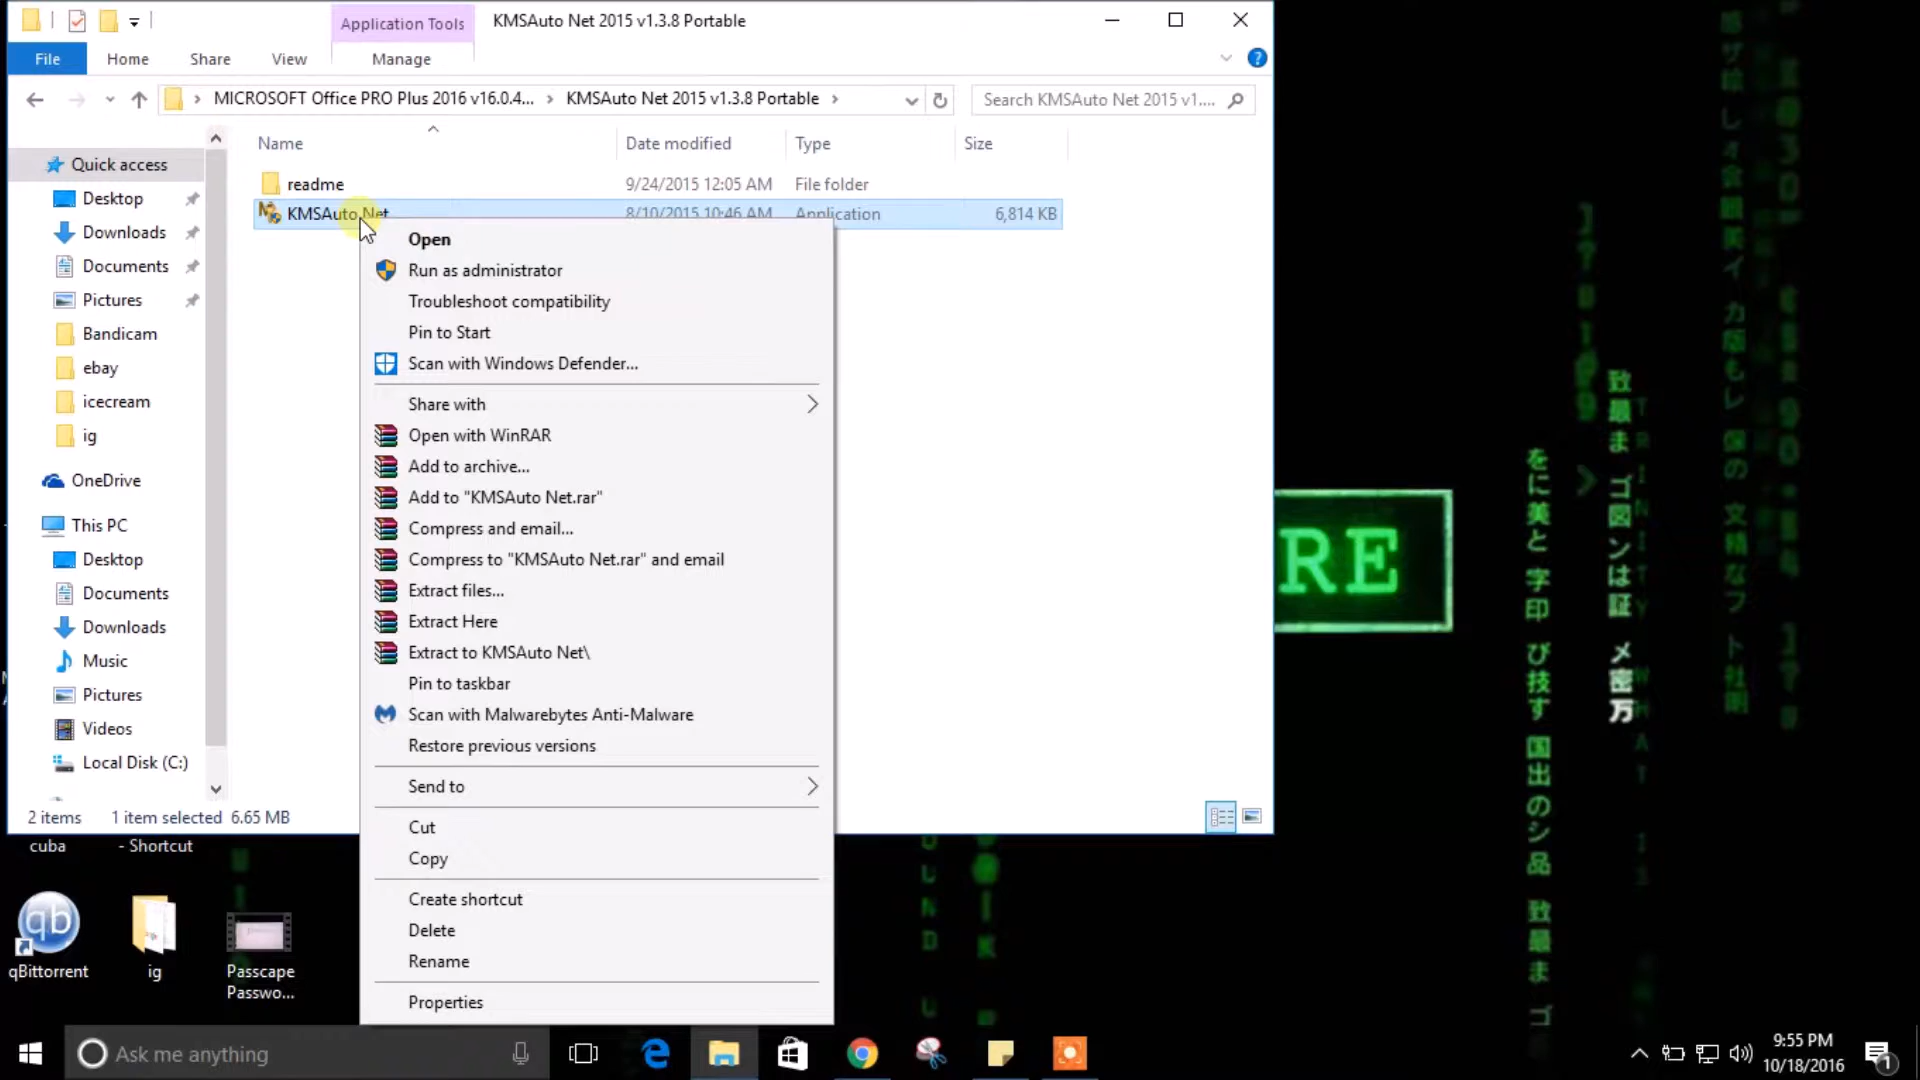 Application Tools
KMSAuto Net 2015 v1.3.8 Portable
File
Home
Share
View
Manage
MICROSOFT Office PRO Plus 2016 v16.0.4...
KMSAuto Net 2015 v1.3.8 Portable
Search KMSAuto Net 2015 v1....
Name
Date modified
Type
Size
readme
9/24/2015 12:05 AM
File folder
KMSAuto Net
8/10/2015 10:46 AM
Application
6,814 KB
Quick access
Desktop
Downloads
Documents
Pictures
Bandicam
ebay
icecream
ig
OneDrive
This PC
Desktop
Documents
Downloads
Music
Pictures
Videos
Local Disk (C:)
2 items
1 item selected 6.65 MB
Open
Run as administrator
Troubleshoot compatibility
Pin to Start
Scan with Windows Defender...
Share with
Open with WinRAR
Add to archive...
Add to "KMSAuto Net.rar"
Compress and email...
Compress to "KMSAuto Net.rar" and email
Extract files...
Extract Here
Extract to KMSAuto Net\
Pin to taskbar
Scan with Malwarebytes Anti-Malware
Restore previous versions
Send to
Cut
Copy
Create shortcut
Delete
Rename
Properties
RE
cuba
- Shortcut
qb
qBittorrent
ig
Passcape
Passwo...
Ask me anything
9:55 PM
10/18/2016
1